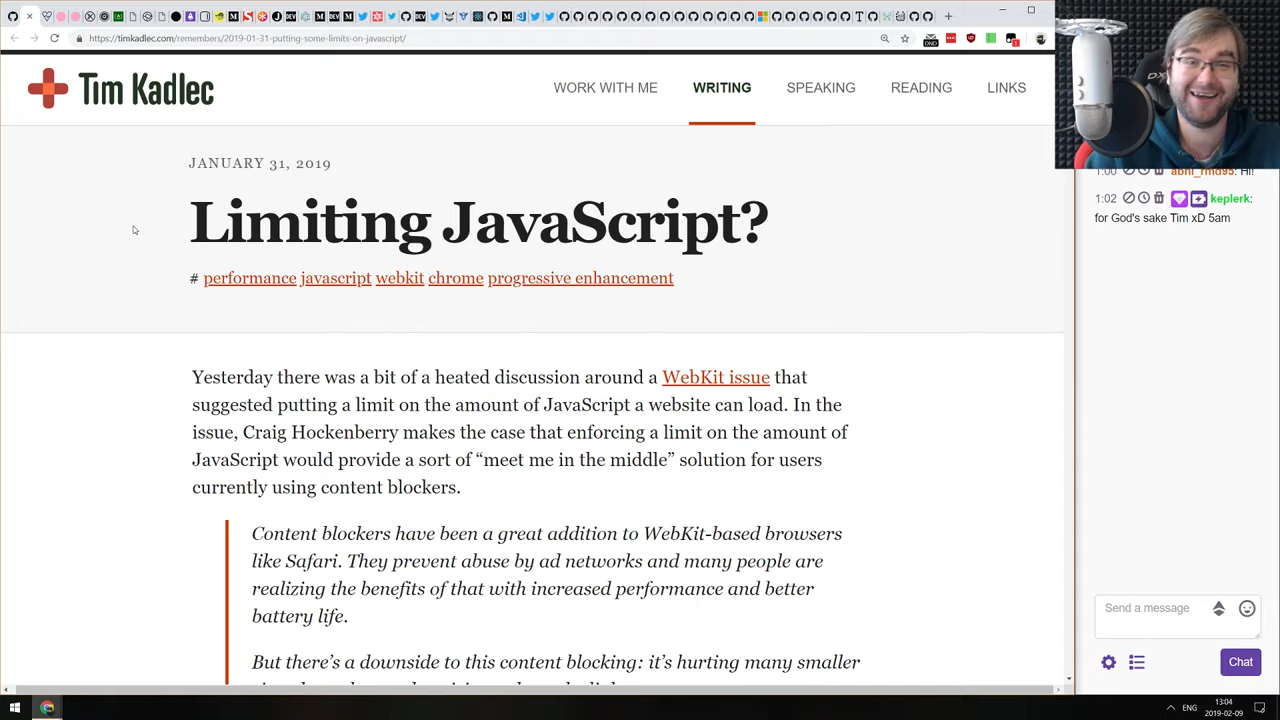 https://timkadlec.com/remembers/2019-01-31-putting-some-limits-on-javascript/
Tim Kadlec
WORK WITH ME
WRITING
SPEAKING
READING
LINKS
JANUARY 31, 2019
Limiting JavaScript?
# performance javascript webkit chrome progressive enhancement
Yesterday there was a bit of a heated discussion around a WebKit issue that
suggested putting a limit on the amount of JavaScript a website can load. In the
issue, Craig Hockenberry makes the case that enforcing a limit on the amount of
JavaScript would provide a sort of “meet me in the middle” solution for users
currently using content blockers.
Content blockers have been a great addition to WebKit-based browsers
like Safari. They prevent abuse by ad networks and many people are
realizing the benefits of that with increased performance and better
battery life.
But there’s a downside to this content blocking: it’s hurting many smaller
1:00 abhi_rmd95: Hi!
1:02 keplerk:
for God's sake Tim xD 5am
Send a message
Chat
ENG
13:04
2019-02-09